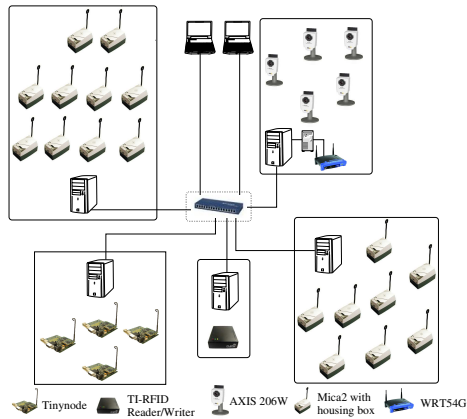 Tinynode
TI-RFID
Reader/Writer
AXIS 206W
Mica2 with
housing box
WRT54G